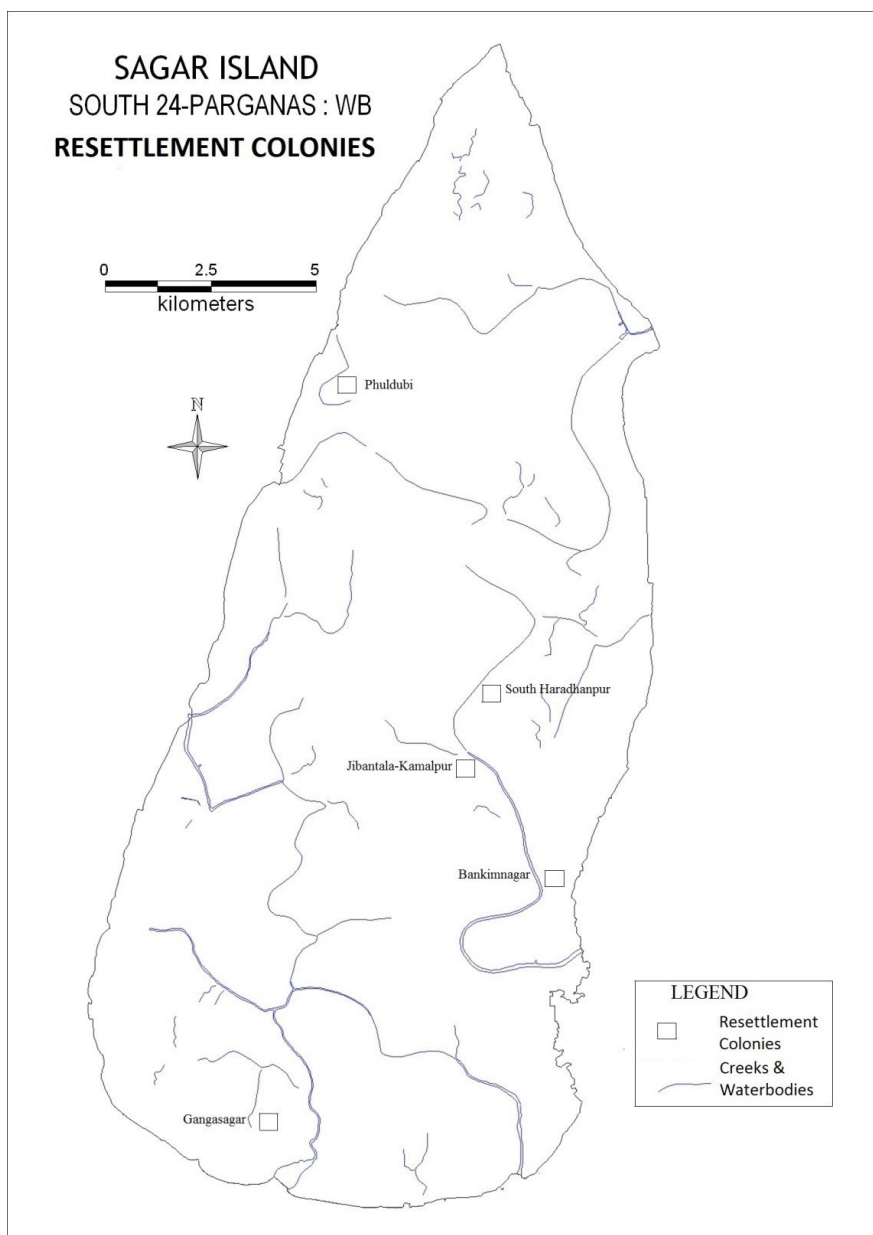 SAGAR ISLAND
SOUTH 24-PARGANAS : WB
RESETTLEMENT COLONIES
0 2.5 5
kilometers
N
Phuldubi
South Haradhanpur
Jibantala-Kamalpur
Bankimnagar
Gangasagar
LEGEND
Resettlement
Colonies
Creeks &
Waterbodies